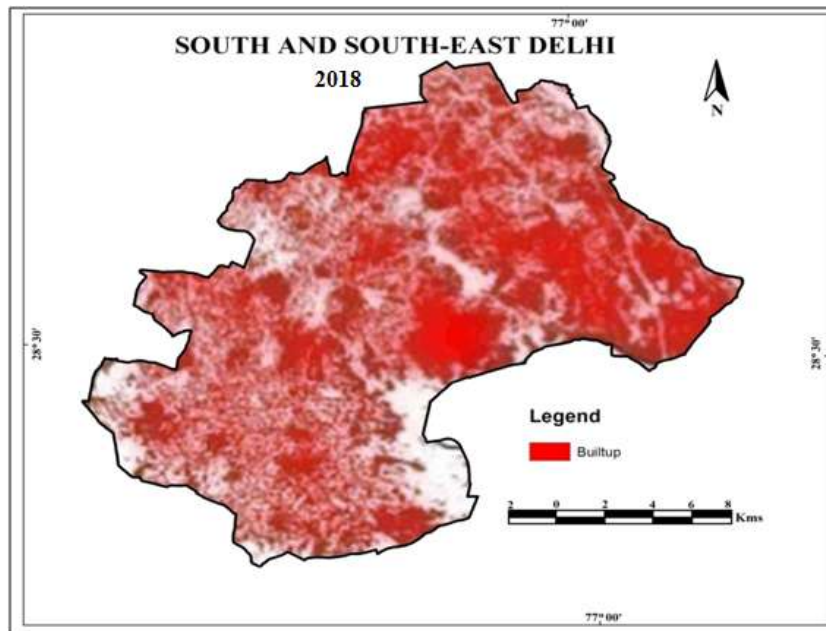 77°00'
SOUTH AND SOUTH-EAST DELHI
2018
N
28°30'
28°30'
Legend
Builtup
2 0 2 4 6 8
Kms
77°00'